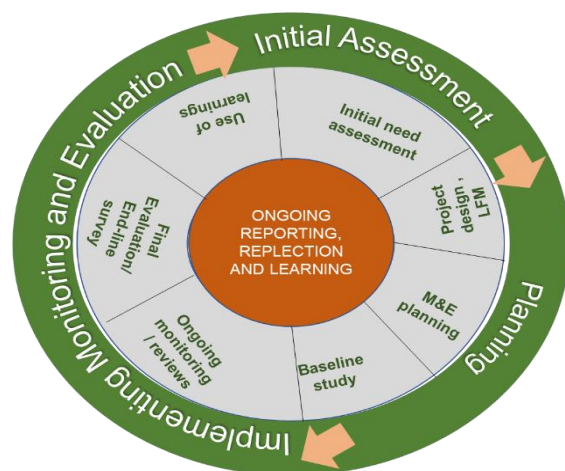 Initial Assessment
Planning
Implementing Monitoring and Evaluation
Initial need
assessment
Project
design ,
LFM
M&E
planning
Baseline
study
Ongoing
monitoring
/ reviews
Final
Evaluation/
End-line
survey
Use of
learnings
ONGOING
REPORTING,
REPLECTION
AND LEARNING